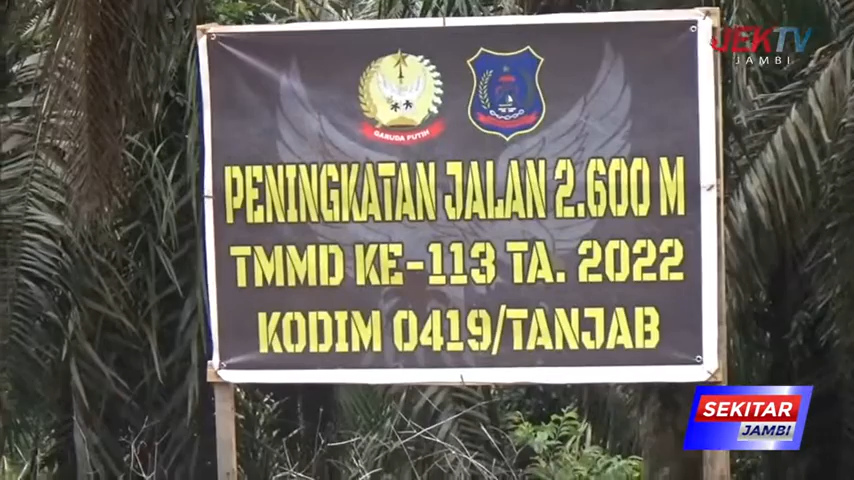 JEKTV
JAMBI
GARUDA PUTIH
PENINGKATAN JALAN 2.600 M
TMMD KE-113 TA. 2022
KODIM 0419/TANJAB
SEKITAR
JAMBI